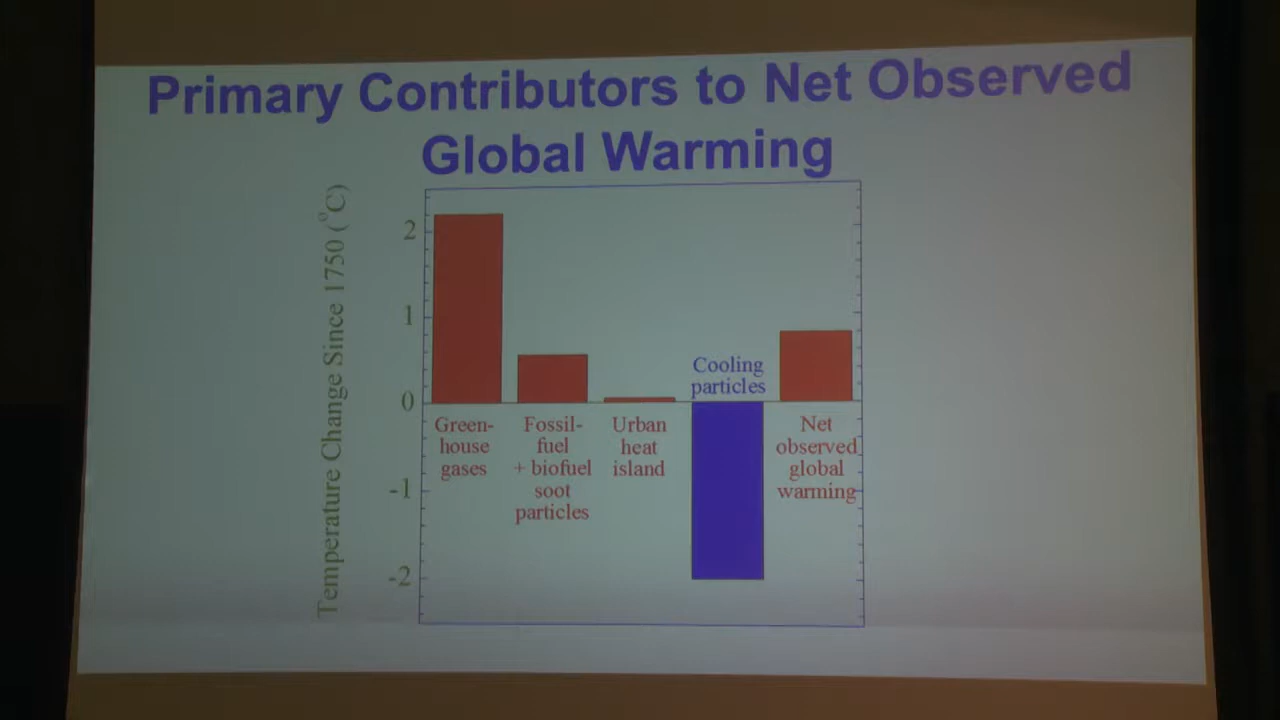 Primary Contributors to Net Observed
Global Warming
Temperature Change Since 1750 (°C)
2
1
0
-1
-2
Green-
house
gases
Fossil-
fuel
+ biofuel
soot
particles
Urban
heat
island
Cooling
particles
Net
observed
global
warming